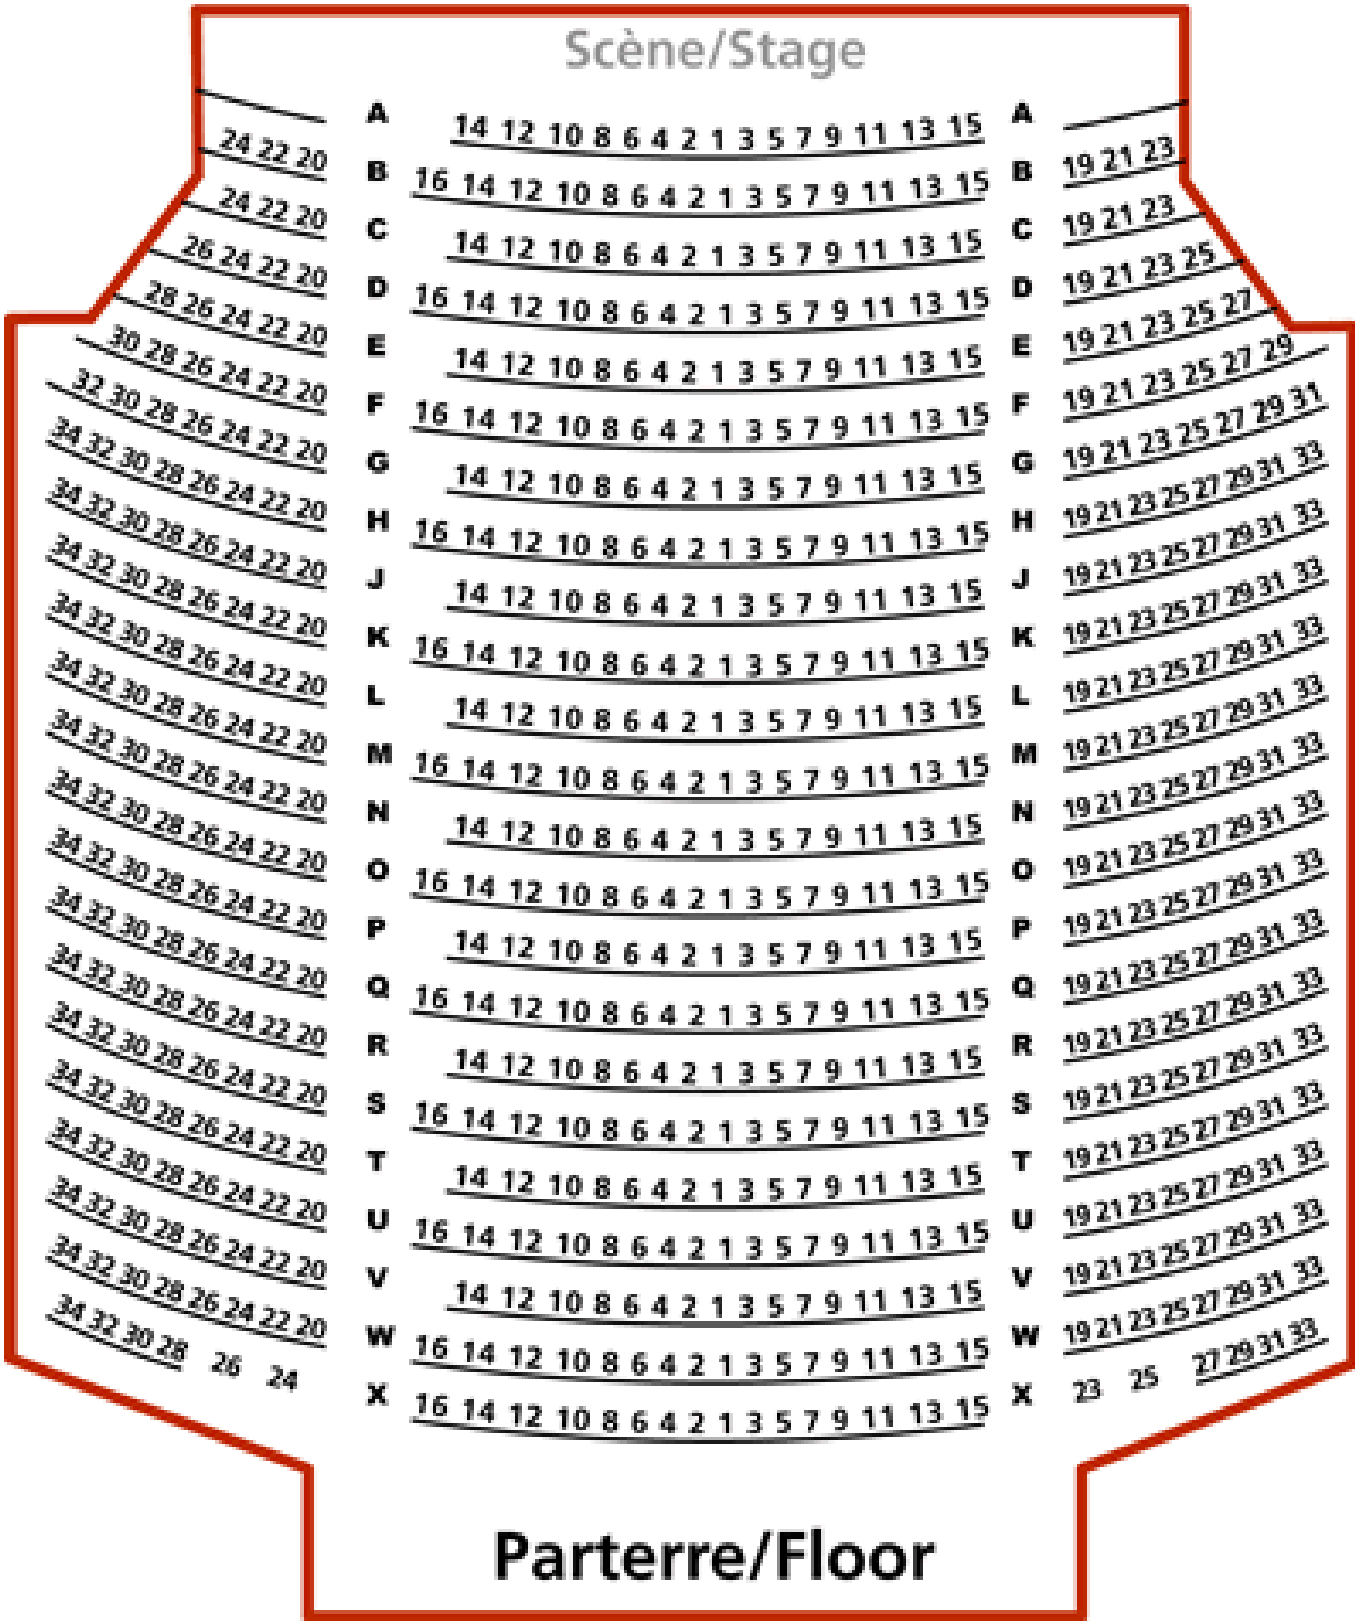 Scène/Stage
A 14 12 10 8 6 4 2 1 3 5 7 9 11 13 15 A
24 22 20 B 16 14 12 10 8 6 4 2 1 3 5 7 9 11 13 15 B 19 21 23
24 22 20 C 14 12 10 8 6 4 2 1 3 5 7 9 11 13 15 C 19 21 23
26 24 22 20 D 16 14 12 10 8 6 4 2 1 3 5 7 9 11 13 15 D 19 21 23 25
28 26 24 22 20 E 14 12 10 8 6 4 2 1 3 5 7 9 11 13 15 E 19 21 23 25 27
30 28 26 24 22 20 F 16 14 12 10 8 6 4 2 1 3 5 7 9 11 13 15 F 19 21 23 25 27 29
32 30 28 26 24 22 20 G 14 12 10 8 6 4 2 1 3 5 7 9 11 13 15 G 19 21 23 25 27 29 31
34 32 30 28 26 24 22 20 H 16 14 12 10 8 6 4 2 1 3 5 7 9 11 13 15 H 19 21 23 25 27 29 31 33
34 32 30 28 26 24 22 20 J 14 12 10 8 6 4 2 1 3 5 7 9 11 13 15 J 19 21 23 25 27 29 31 33
34 32 30 28 26 24 22 20 K 16 14 12 10 8 6 4 2 1 3 5 7 9 11 13 15 K 19 21 23 25 27 29 31 33
34 32 30 28 26 24 22 20 L 14 12 10 8 6 4 2 1 3 5 7 9 11 13 15 L 19 21 23 25 27 29 31 33
34 32 30 28 26 24 22 20 M 16 14 12 10 8 6 4 2 1 3 5 7 9 11 13 15 M 19 21 23 25 27 29 31 33
34 32 30 28 26 24 22 20 N 14 12 10 8 6 4 2 1 3 5 7 9 11 13 15 N 19 21 23 25 27 29 31 33
34 32 30 28 26 24 22 20 O 16 14 12 10 8 6 4 2 1 3 5 7 9 11 13 15 O 19 21 23 25 27 29 31 33
34 32 30 28 26 24 22 20 P 14 12 10 8 6 4 2 1 3 5 7 9 11 13 15 P 19 21 23 25 27 29 31 33
34 32 30 28 26 24 22 20 Q 16 14 12 10 8 6 4 2 1 3 5 7 9 11 13 15 Q 19 21 23 25 27 29 31 33
34 32 30 28 26 24 22 20 R 14 12 10 8 6 4 2 1 3 5 7 9 11 13 15 R 19 21 23 25 27 29 31 33
34 32 30 28 26 24 22 20 S 16 14 12 10 8 6 4 2 1 3 5 7 9 11 13 15 S 19 21 23 25 27 29 31 33
34 32 30 28 26 24 22 20 T 14 12 10 8 6 4 2 1 3 5 7 9 11 13 15 T 19 21 23 25 27 29 31 33
34 32 30 28 26 24 22 20 U 16 14 12 10 8 6 4 2 1 3 5 7 9 11 13 15 U 19 21 23 25 27 29 31 33
34 32 30 28 26 24 22 20 V 14 12 10 8 6 4 2 1 3 5 7 9 11 13 15 V 19 21 23 25 27 29 31 33
34 32 30 28 26 24 22 20 W 16 14 12 10 8 6 4 2 1 3 5 7 9 11 13 15 W 19 21 23 25 27 29 31 33
34 32 30 28 26 24 X 16 14 12 10 8 6 4 2 1 3 5 7 9 11 13 15 X 23 25 27 29 31 33
Parterre/Floor